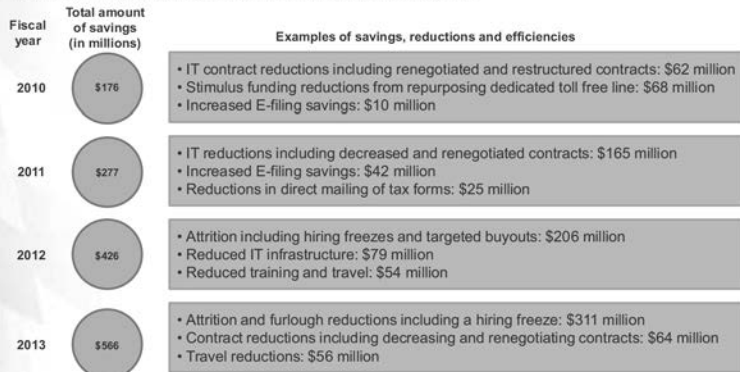 Fiscal year
Total amount of savings (in millions)
Examples of savings, reductions and efficiencies
2010
$176
• IT contract reductions including renegotiated and restructured contracts: $62 million
• Stimulus funding reductions from repurposing dedicated toll free line: $68 million
• Increased E-filing savings: $10 million
2011
$277
• IT reductions including decreased and renegotiated contracts: $165 million
• Increased E-filing savings: $42 million
• Reductions in direct mailing of tax forms: $25 million
2012
$426
• Attrition including hiring freezes and targeted buyouts: $206 million
• Reduced IT infrastructure: $79 million
• Reduced training and travel: $54 million
2013
$566
• Attrition and furlough reductions including a hiring freeze: $311 million
• Contract reductions including decreasing and renegotiating contracts: $64 million
• Travel reductions: $56 million